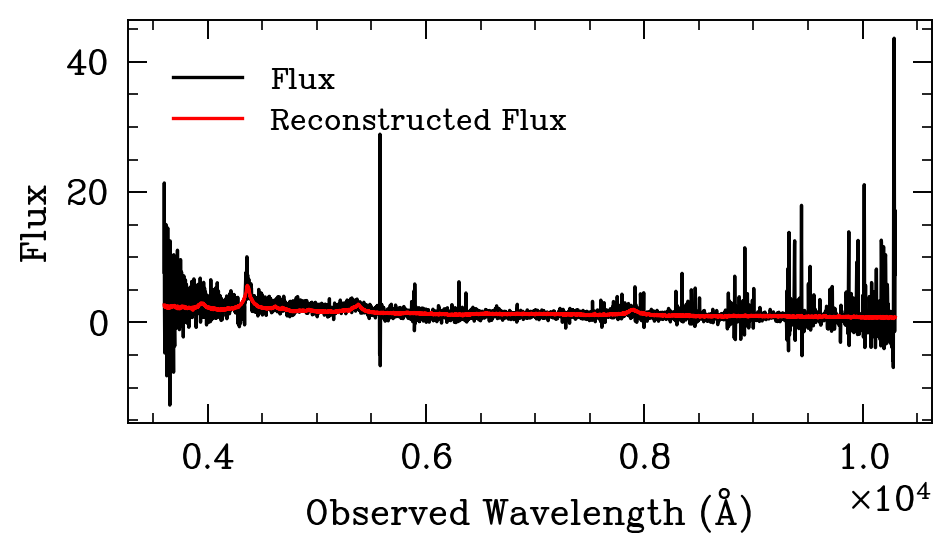 Flux
Reconstructed Flux
Flux
40
20
0
0.4 0.6 0.8 1.0
×10⁴
Observed Wavelength (Å)